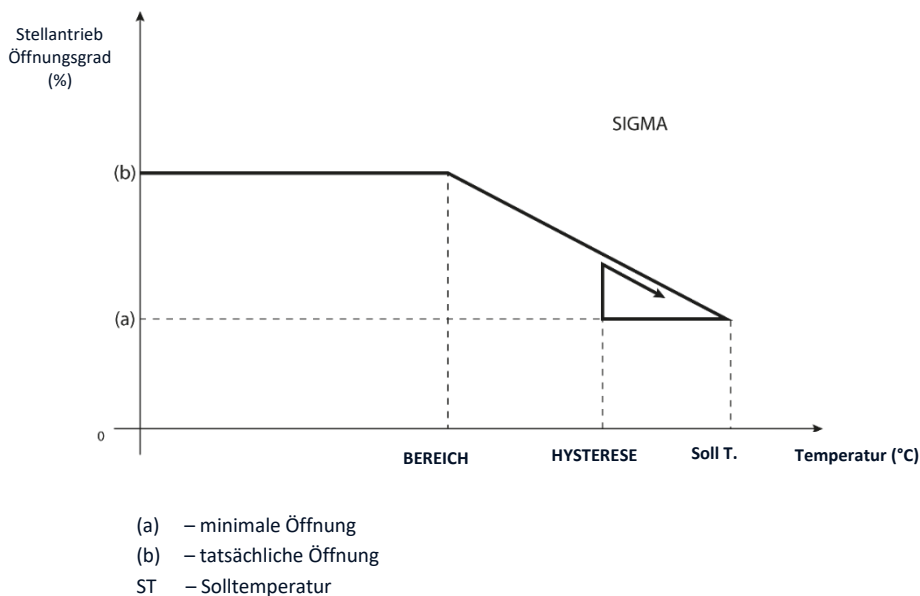 Stellantrieb
Öffnungsgrad
(%)
SIGMA
(b)
(a)
0
BEREICH
HYSTERESE
Soll T.
Temperatur (°C)
(a) – minimale Öffnung
(b) – tatsächliche Öffnung
ST – Solltemperatur